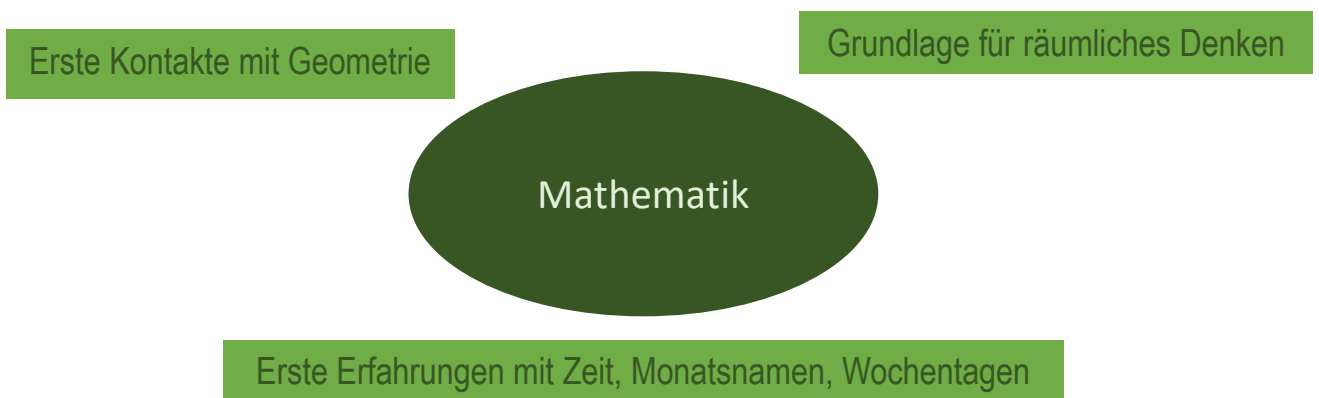 Erste Kontakte mit Geometrie
Grundlage für räumliches Denken
Mathematik
Erste Erfahrungen mit Zeit, Monatsnamen, Wochentagen